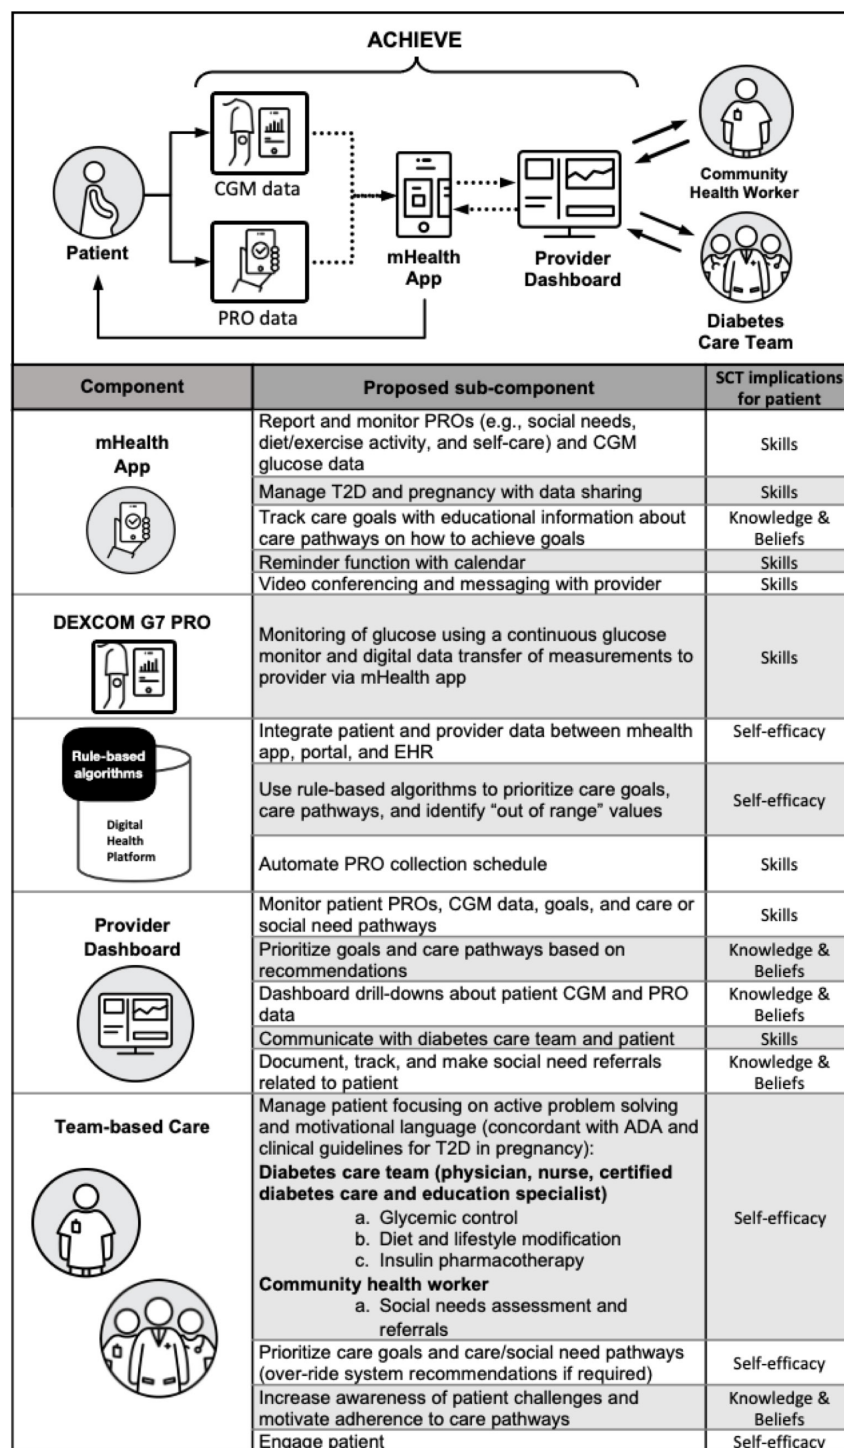 ACHIEVE
CGM data
PRO data
Patient
mHealth
App
Provider
Dashboard
Community
Health Worker
Diabetes
Care Team
Component
Proposed sub-component
SCT implications
for patient
mHealth
App
Report and monitor PROs (e.g., social needs,
diet/exercise activity, and self-care) and CGM
glucose data
Skills
Manage T2D and pregnancy with data sharing
Skills
Track care goals with educational information about
care pathways on how to achieve goals
Knowledge &
Beliefs
Reminder function with calendar
Skills
Video conferencing and messaging with provider
Skills
DEXCOM G7 PRO
Monitoring of glucose using a continuous glucose
monitor and digital data transfer of measurements to
provider via mHealth app
Skills
Rule-based
algorithms
Digital
Health
Platform
Integrate patient and provider data between mhealth
app, portal, and EHR
Self-efficacy
Use rule-based algorithms to prioritize care goals,
care pathways, and identify “out of range” values
Self-efficacy
Automate PRO collection schedule
Skills
Provider
Dashboard
Monitor patient PROs, CGM data, goals, and care or
social need pathways
Skills
Prioritize goals and care pathways based on
recommendations
Knowledge &
Beliefs
Dashboard drill-downs about patient CGM and PRO
data
Knowledge &
Beliefs
Communicate with diabetes care team and patient
Skills
Document, track, and make social need referrals
related to patient
Knowledge &
Beliefs
Team-based Care
Manage patient focusing on active problem solving
and motivational language (concordant with ADA and
clinical guidelines for T2D in pregnancy):
Diabetes care team (physician, nurse, certified
diabetes care and education specialist)
a. Glycemic control
b. Diet and lifestyle modification
c. Insulin pharmacotherapy
Community health worker
a. Social needs assessment and
referrals
Self-efficacy
Prioritize care goals and care/social need pathways
(over-ride system recommendations if required)
Self-efficacy
Increase awareness of patient challenges and
motivate adherence to care pathways
Knowledge &
Beliefs
Engage patient
Self-efficacy